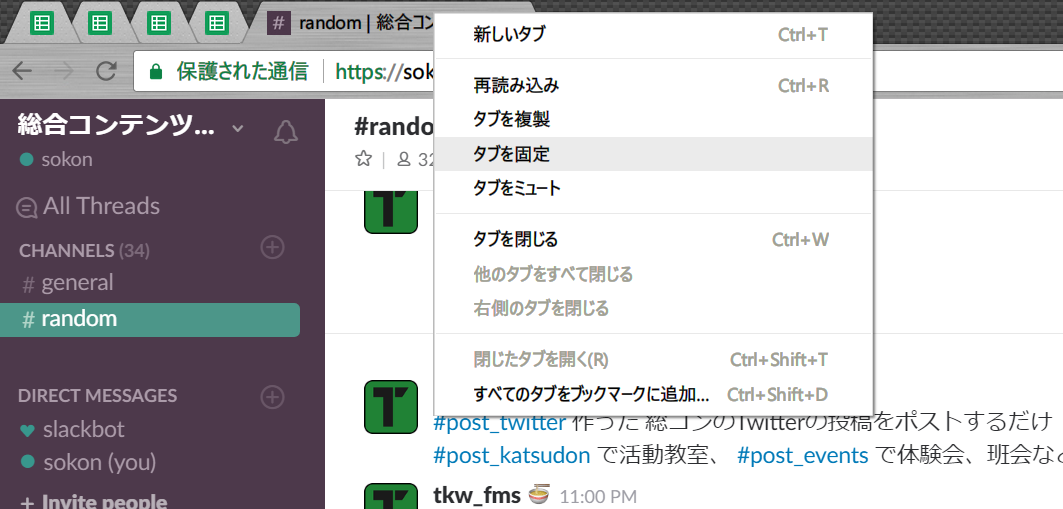 random | 総合コン
保護された通信 https://sok
新しいタブ Ctrl+T
再読み込み Ctrl+R
タブを複製
タブを固定
タブをミュート
タブを閉じる Ctrl+W
他のタブをすべて閉じる
右側のタブを閉じる
閉じたタブを開く(R) Ctrl+Shift+T
すべてのタブをブックマークに追加... Ctrl+Shift+D
総合コンテンツ...
sokon
All Threads
CHANNELS (34)
# general
# random
DIRECT MESSAGES
slackbot
sokon (you)
+ Invite people
#rando
32
#post_twitter 作った 総コンのTwitterの投稿をポストするだけ
#post_katsudon で活動教室、 #post_events で体験会、班会など
tkw_fms 11:00 PM